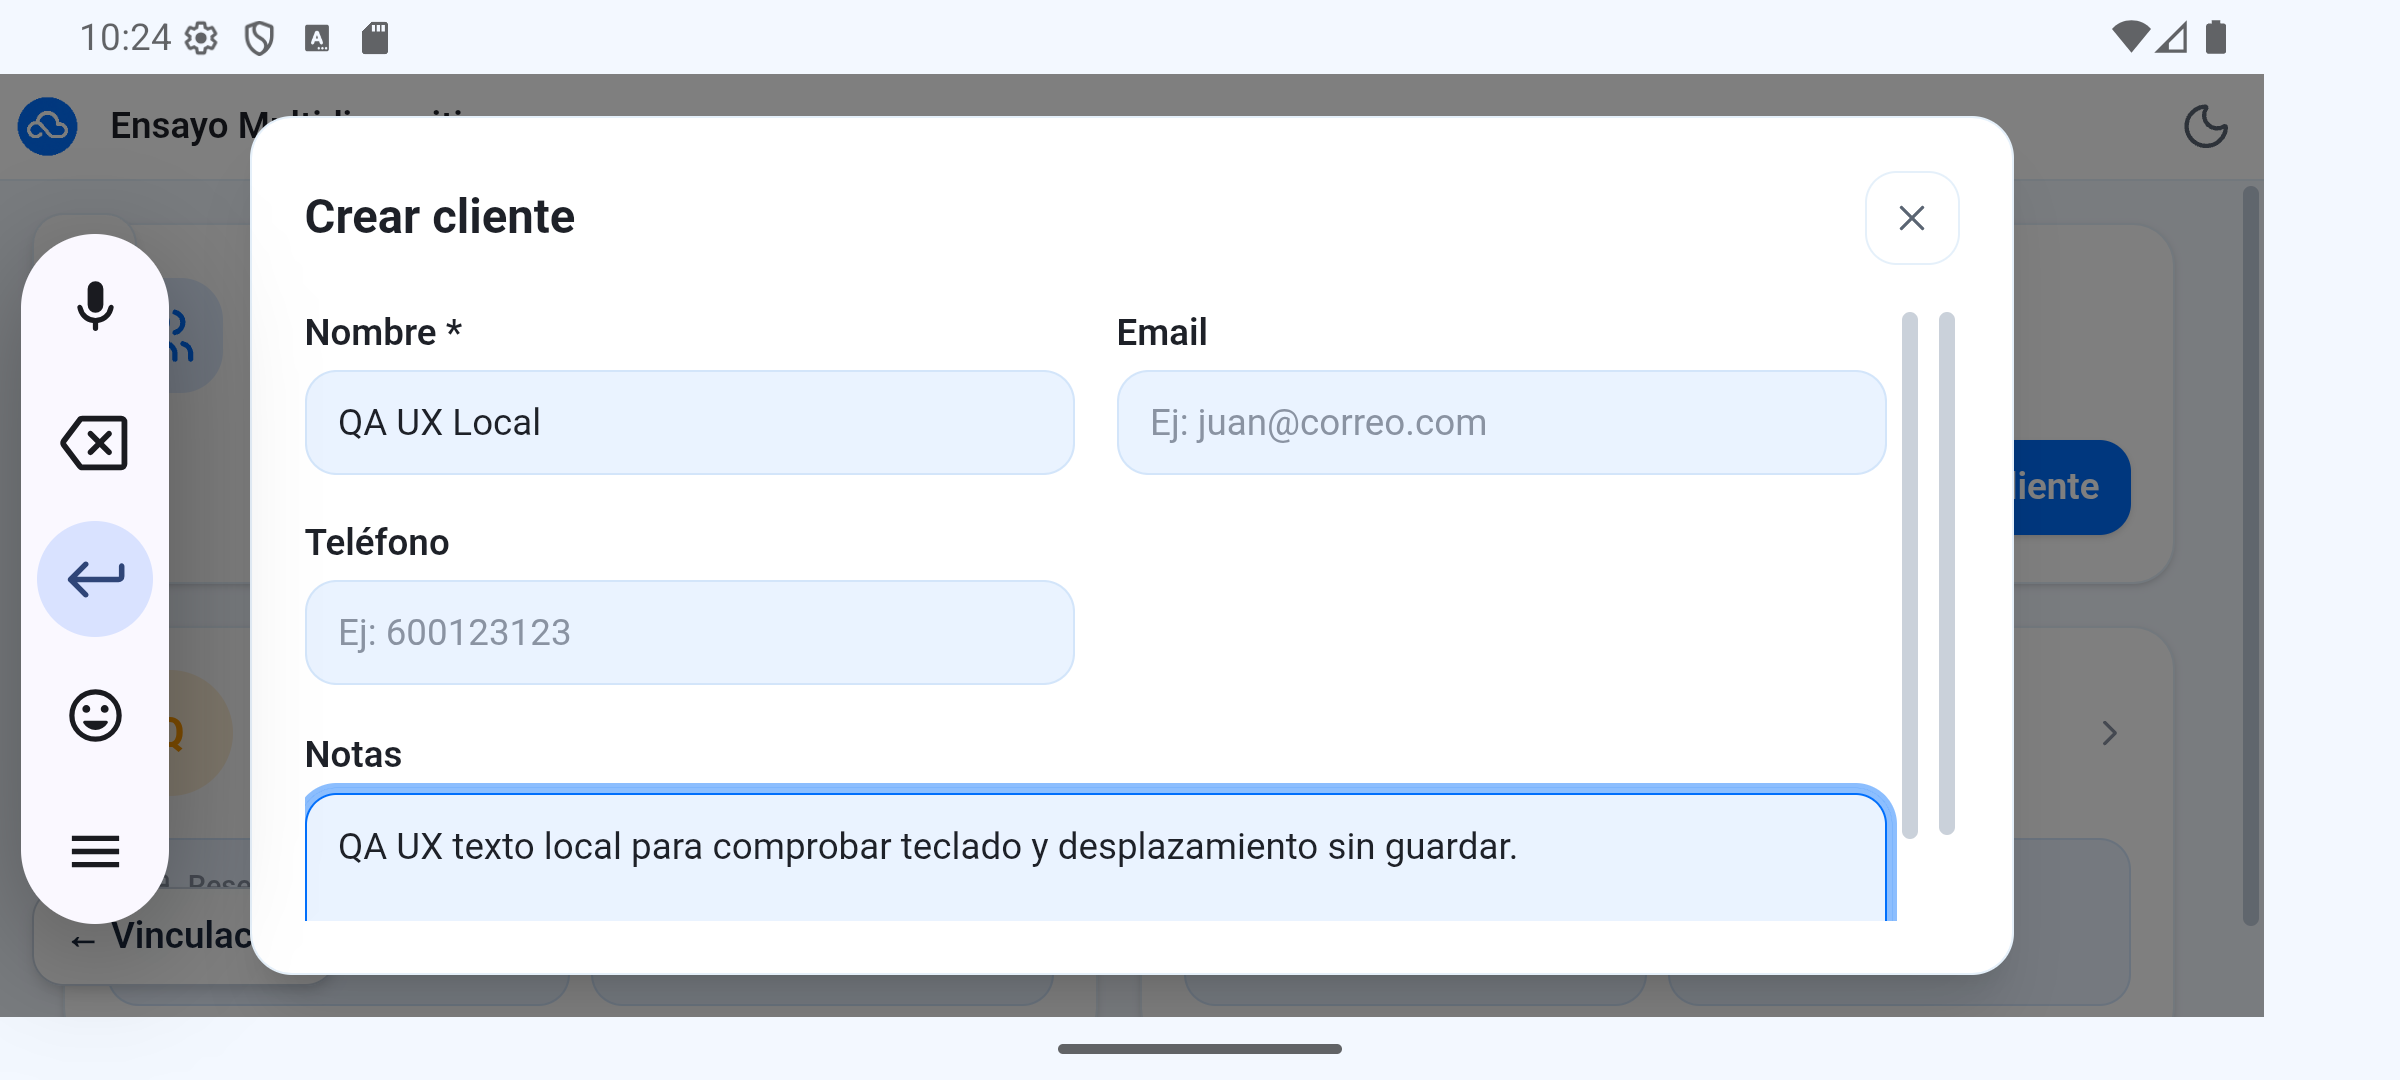 10:24
Ensayo
Crear cliente
Nombre *
Email
QA UX Local
Ej: juan@correo.com
liente
Teléfono
Ej: 600123123
Q
Notas
QA UX texto local para comprobar teclado y desplazamiento sin guardar.
← Vinculac